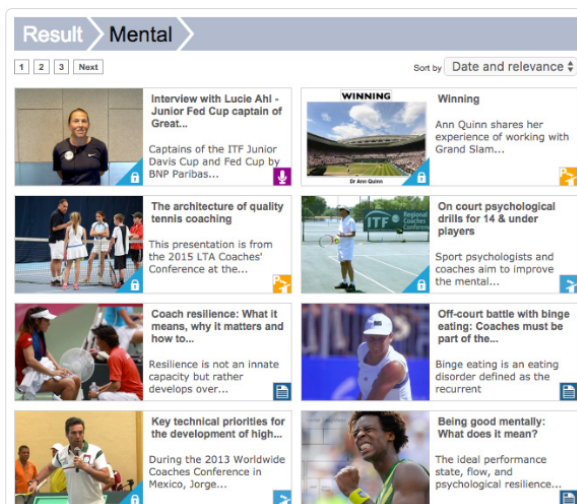 Result Mental
1 2 3 Next
Sort by Date and relevance
Interview with Lucie Ahl -
Junior Fed Cup captain of
Great...
Captains of the ITF Junior
Davis Cup and Fed Cup by
BNP Paribas...
WINNING
Dr Ann Quinn
Winning
Ann Quinn shares her
experience of working with
Grand Slam...
The architecture of quality
tennis coaching
This presentation is from
the 2015 LTA Coaches'
Conference at the...
ITF Regional
Coaches
Conference
On court psychological
drills for 14 & under
players
Sport psychologists and
coaches aim to improve
the mental...
Coach resilience: What it
means, why it matters and
how to...
Resilience is not an innate
capacity but rather
develops over...
Off-court battle with binge
eating: Coaches must be
part of the...
Binge eating is an eating
disorder defined as the
recurrent
Key technical priorities for
the development of high...
During the 2013 Worldwide
Coaches Conference in
Mexico, Jorge...
Being good mentally:
What does it mean?
The ideal performance
state, flow, and
psychological resilience...